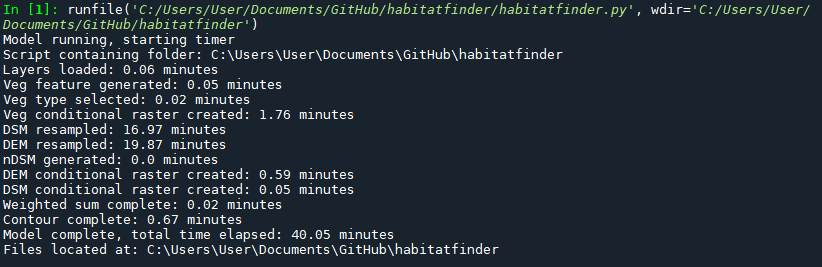 In [1]: runfile('C:/Users/User/Documents/GitHub/habitatfinder/habitatfinder.py', wdir='C:/Users/User/
Documents/GitHub/habitatfinder')
Model running, starting timer
Script containing folder: C:\Users\User\Documents\GitHub\habitatfinder
Layers loaded: 0.06 minutes
Veg feature generated: 0.05 minutes
Veg type selected: 0.02 minutes
Veg conditional raster created: 1.76 minutes
DSM resampled: 16.97 minutes
DEM resampled: 19.87 minutes
nDSM generated: 0.0 minutes
DEM conditional raster created: 0.59 minutes
DSM conditional raster created: 0.05 minutes
Weighted sum complete: 0.02 minutes
Contour complete: 0.67 minutes
Model complete, total time elapsed: 40.05 minutes
Files located at: C:\Users\User\Documents\GitHub\habitatfinder